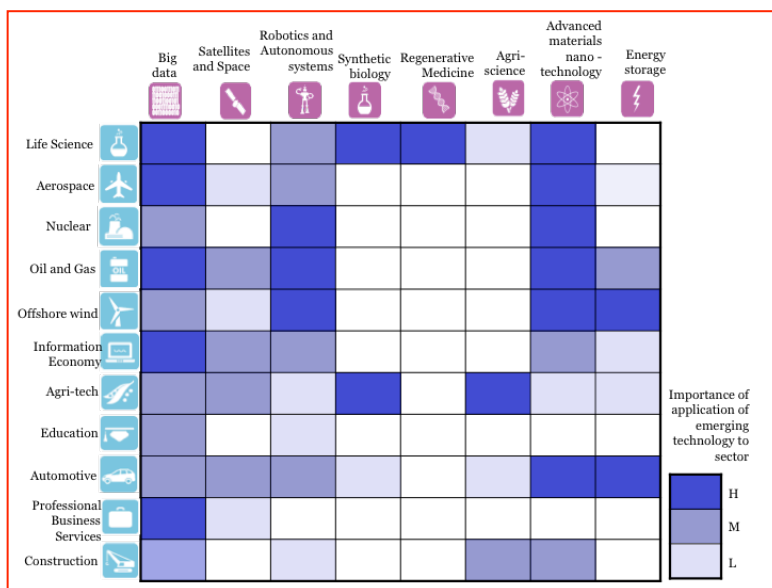 Big
data
Satellites
and Space
Robotics and
Autonomous
systems
Synthetic
biology
Regenerative
Medicine
Agri-
science
Advanced
materials
nano -
technology
Energy
storage
Life Science
Aerospace
Nuclear
Oil and Gas
OIL
Offshore wind
Information
Economy
Agri-tech
Education
Automotive
Professional
Business
Services
Construction
Importance of
application of
emerging
technology to
sector
H
M
L